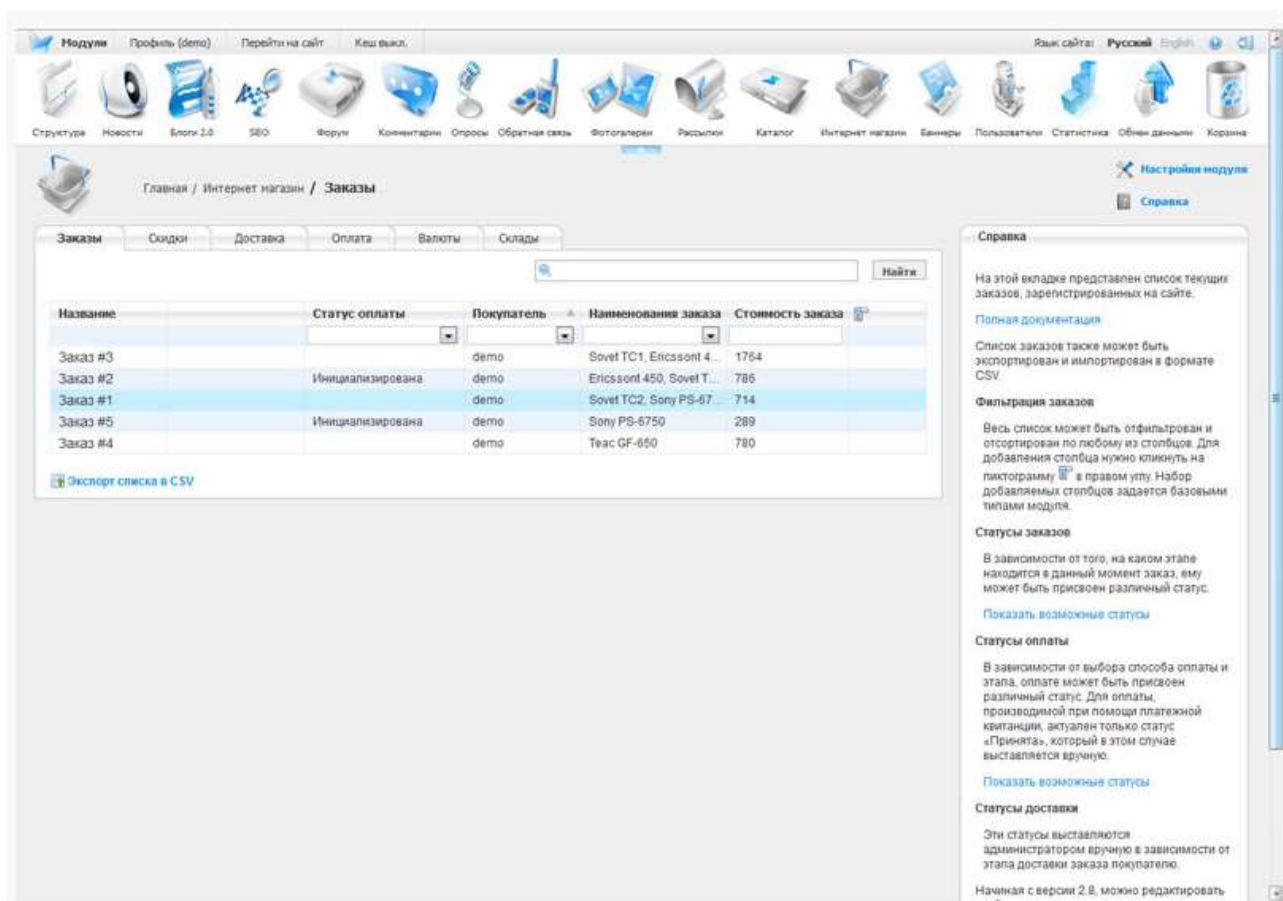 Модули Профиль (demo) Перейти на сайт Кеш выкл. Язык сайта: Русский English
Структура Новости Блоги 2.0 SEO Форум Комментарии Опросы Обратная связь Фотогалереи Рассылки Каталог Интернет магазин Баннеры Пользователи Статистика Обмен данными Корзина
Настройки модуля
Главная / Интернет магазин / Заказы
Справка
Заказы Скидки Доставка Оплата Валюты Склады
Найти
Название Статус оплаты Покупатель Наименования заказа Стоимость заказа
Заказ #3 demo Sovet TC1, Ericssont 4... 1764
Заказ #2 Инициализирована demo Ericssont 450, Sovet T... 785
Заказ #1 demo Sovet TC2, Sony PS-67... 714
Заказ #5 Инициализирована demo Sony PS-6750 289
Заказ #4 demo Teac GF-650 780
Экспорт списка в CSV
Справка
На этой вкладке представлен список текущих
заказов, зарегистрированных на сайте.
Полная документация
Список заказов также может быть
экспортирован и импортирован в формате
CSV.
Фильтрация заказов
Весь список может быть отфильтрован и
отсортирован по любому из столбцов. Для
добавления столбца нужно кликнуть на
пиктограмму в правом углу. Набор
добавляемых столбцов задается базовыми
типами модуля.
Статусы заказов
В зависимости от того, на каком этапе
находится в данный момент заказ, ему
может быть присвоен различный статус.
Показать возможные статусы
Статусы оплаты
В зависимости от выбора способа оплаты и
этапа, оплате может быть присвоен
различный статус. Для оплаты,
производимой при помощи платежной
квитанции, актуален только статус
«Принята», который в этом случае
выставляется вручную.
Показать возможные статусы
Статусы доставки
Эти статусы выставляются
администратором вручную в зависимости от
этапа доставки заказа покупателю.
Начиная с версии 2.8, можно редактировать